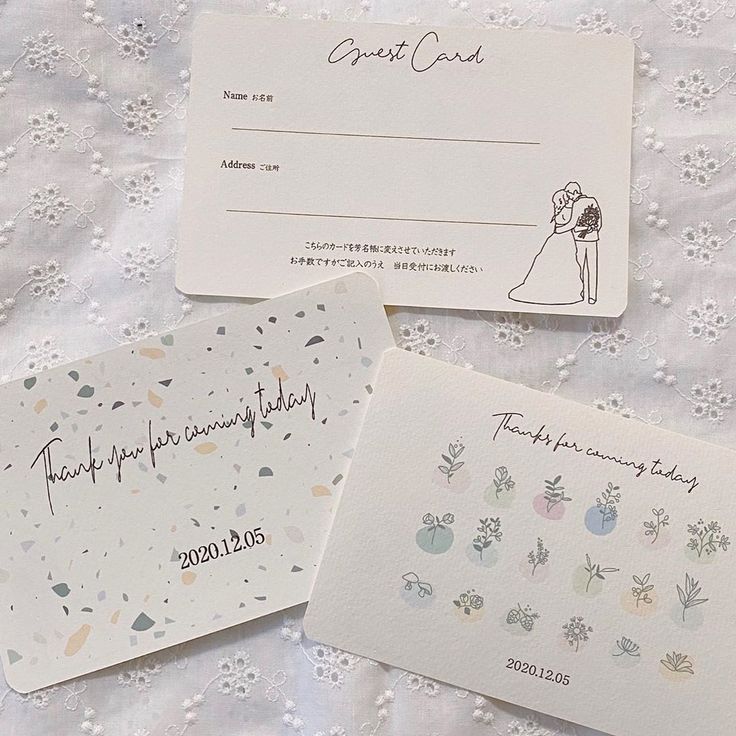 Guest Card
Name お名前
Address ご住所
こちらのカードを芳名帳に変えさせていただきます
お手数ですがご記入のうえ 当日受付にお渡しください
Thank you for coming today
2020.12.05
Thanks for coming today
2020.12.05